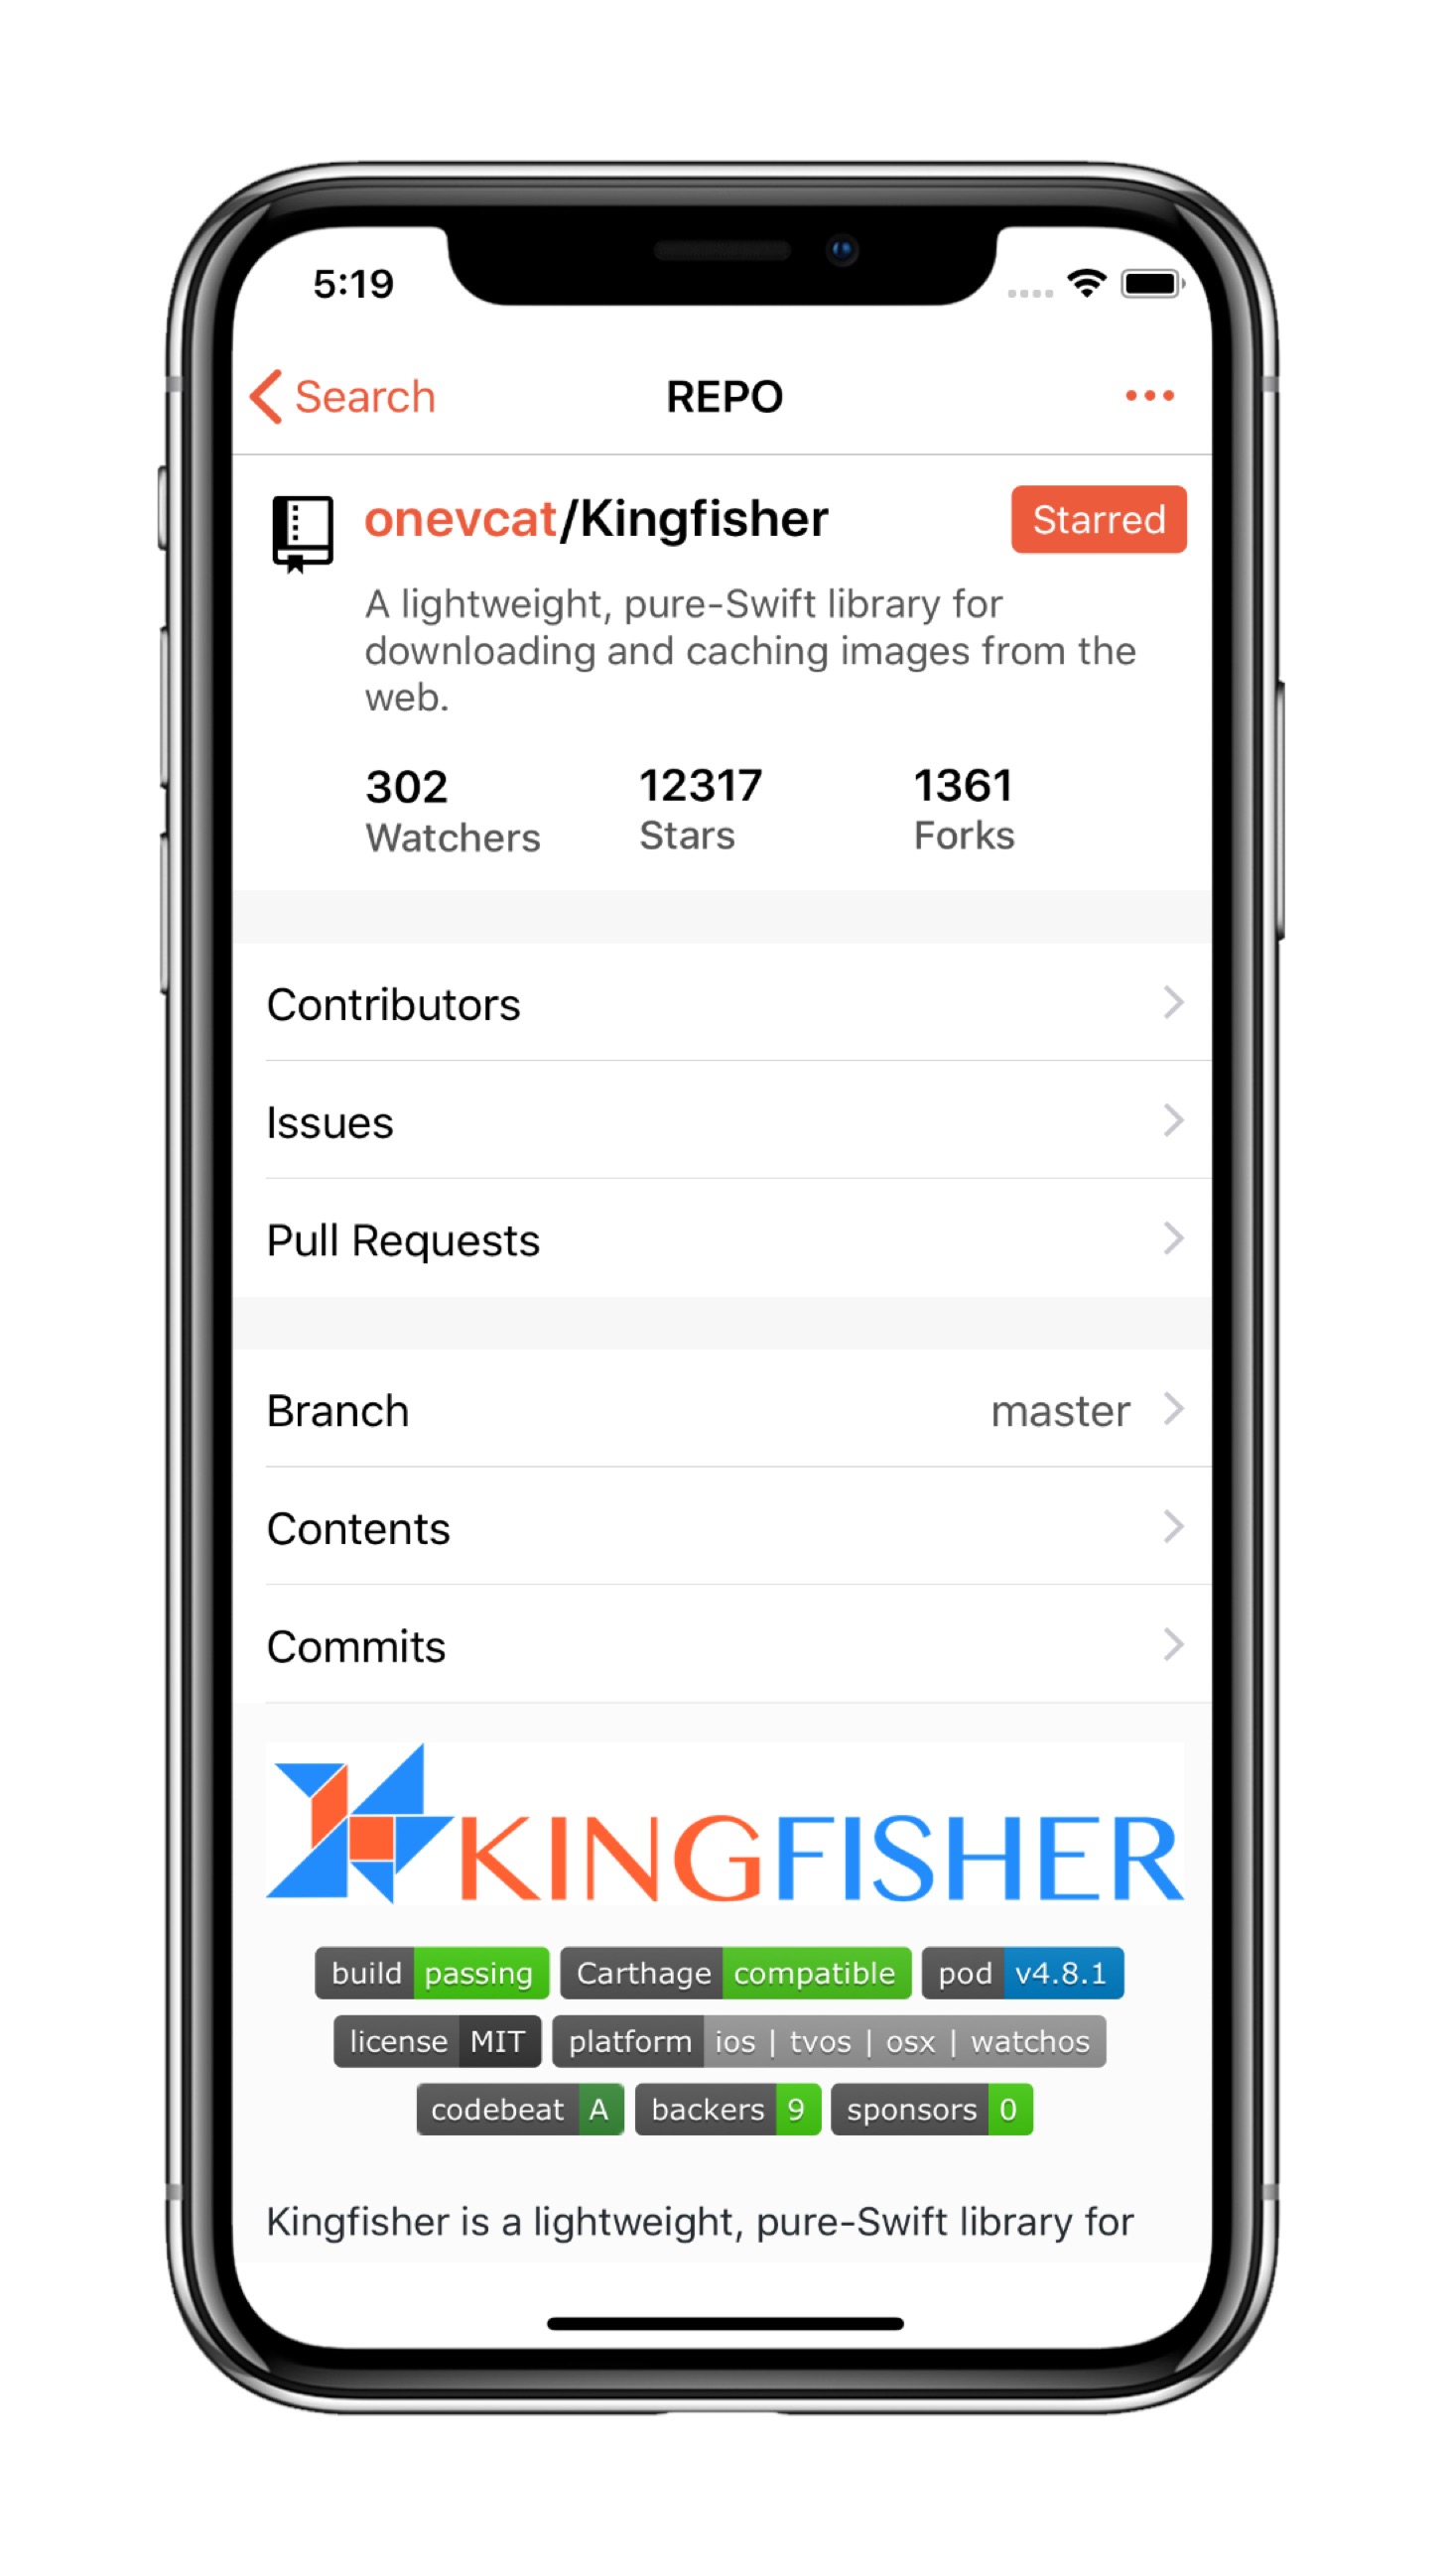 5:19
Search
REPO
onevcat/Kingfisher
Starred
A lightweight, pure-Swift library for
downloading and caching images from the
web.
302 12317 1361
Watchers Stars Forks
Contributors
Issues
Pull Requests
Branch master
Contents
Commits
KINGFISHER
build passing Carthage compatible pod v4.8.1
license MIT platform ios | tvos | osx | watchos
codebeat A backers 9 sponsors 0
Kingfisher is a lightweight, pure-Swift library for